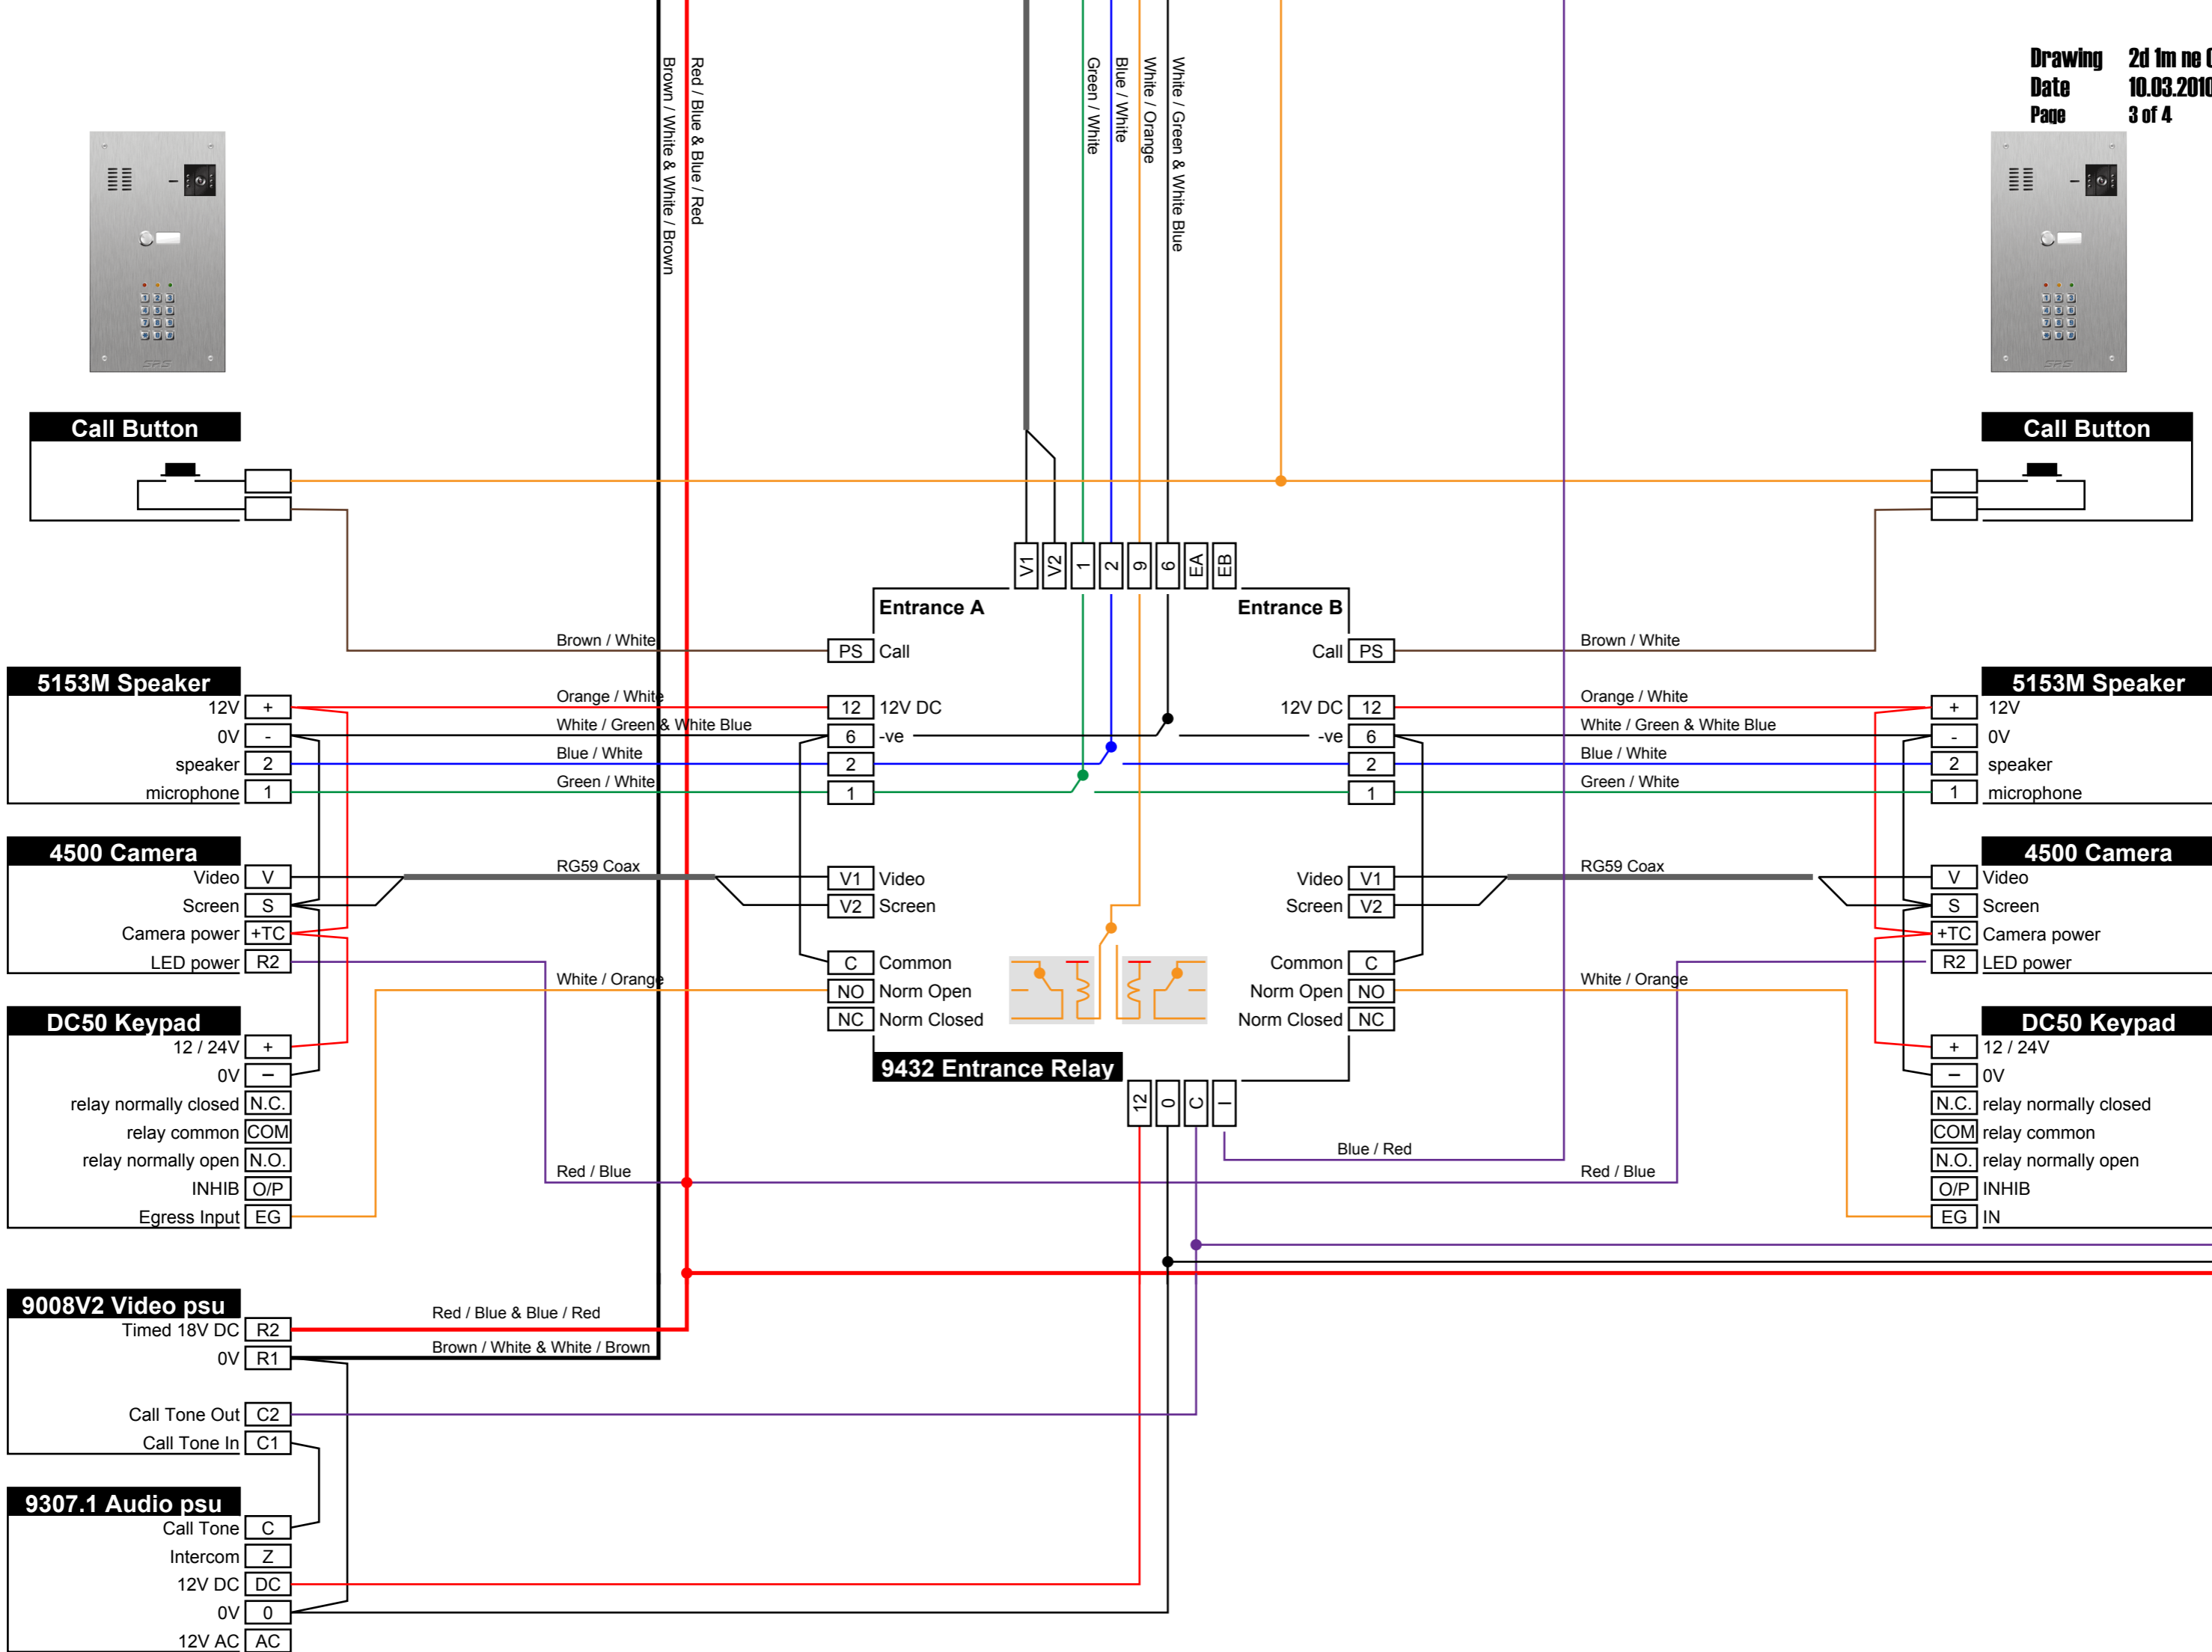 Drawing 2d 1m ne
Date 10.03.2010
Page 3 of 4
Brown / White & White / Brown
Red / Blue & Blue / Red
Green / White
Blue / White
White / Orange
White / Green & White Blue
SRS
SRS
Call Button
Call Button
V1 V2 1 2 9 6 EA EB
Entrance A
Entrance B
Brown / White
PS Call
Call PS
Brown / White
5153M Speaker
12V +
0V -
speaker 2
microphone 1
Orange / White
White / Green & White Blue
Blue / White
Green / White
12 12V DC
6 -ve
2
1
12V DC 12
-ve 6
2
1
Orange / White
White / Green & White Blue
Blue / White
Green / White
5153M Speaker
+ 12V
- 0V
2 speaker
1 microphone
4500 Camera
Video V
Screen S
Camera power +TC
LED power R2
RG59 Coax
V1 Video
V2 Screen
Video V1
Screen V2
RG59 Coax
4500 Camera
V Video
S Screen
+TC Camera power
R2 LED power
White / Orange
C Common
NO Norm Open
NC Norm Closed
Common C
Norm Open NO
Norm Closed NC
White / Orange
9432 Entrance Relay
12 0 C I
DC50 Keypad
12 / 24V +
0V –
relay normally closed N.C.
relay common COM
relay normally open N.O.
INHIB O/P
Egress Input EG
Red / Blue
Blue / Red
Red / Blue
DC50 Keypad
+ 12 / 24V
– 0V
N.C. relay normally closed
COM relay common
N.O. relay normally open
O/P INHIB
EG IN
9008V2 Video psu
Timed 18V DC R2
0V R1
Call Tone Out C2
Call Tone In C1
Red / Blue & Blue / Red
Brown / White & White / Brown
9307.1 Audio psu
Call Tone C
Intercom Z
12V DC DC
0V 0
12V AC AC